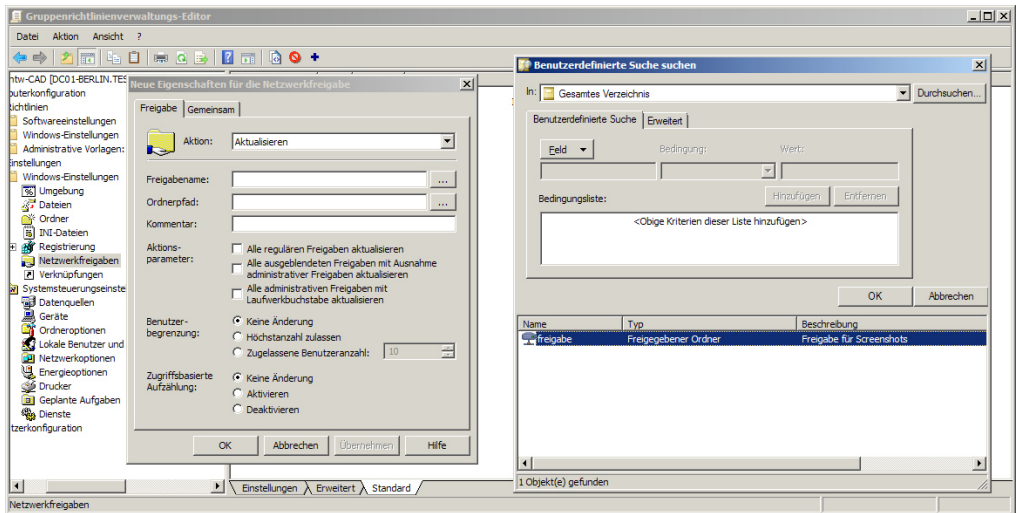 Gruppenrichtlinienverwaltungs-Editor
Datei Aktion Ansicht ?
ntw-CAD [DC01-BERLIN.TES
puterkonfiguration
ichtlinien
Softwareeinstellungen
Windows-Einstellungen
Administrative Vorlagen:
instellungen
Windows-Einstellungen
Umgebung
Dateien
Ordner
INI-Dateien
Registrierung
Netzwerkfreigaben
Verknüpfungen
Systemsteuerungseinste
Datenquellen
Geräte
Ordneroptionen
Lokale Benutzer und
Netzwerkoptionen
Energieoptionen
Drucker
Geplante Aufgaben
Dienste
tzerkonfiguration
Neue Eigenschaften für die Netzwerkfreigabe
Freigabe Gemeinsam
Aktion: Aktualisieren
Freigabename: ...
Ordnerpfad: ...
Kommentar:
Aktions-
parameter:
Alle regulären Freigaben aktualisieren
Alle ausgeblendeten Freigaben mit Ausnahme
administrativer Freigaben aktualisieren
Alle administrativen Freigaben mit
Laufwerkbuchstabe aktualisieren
Benutzer-
begrenzung:
Keine Änderung
Höchstanzahl zulassen
Zugelassene Benutzeranzahl: 10
Zugriffsbasierte
Aufzählung:
Keine Änderung
Aktivieren
Deaktivieren
OK Abbrechen Übernehmen Hilfe
Benutzerdefinierte Suche suchen
In: Gesamtes Verzeichnis Durchsuchen...
Benutzerdefinierte Suche Erweitert
Feld Bedingung: Wert:
Hinzufügen Entfernen
Bedingungsliste:
<Obige Kriterien dieser Liste hinzufügen>
OK Abbrechen
Name Typ Beschreibung
freigabe Freigegebener Ordner Freigabe für Screenshots
1 Objekt(e) gefunden
Einstellungen Erweitert Standard
Netzwerkfreigaben